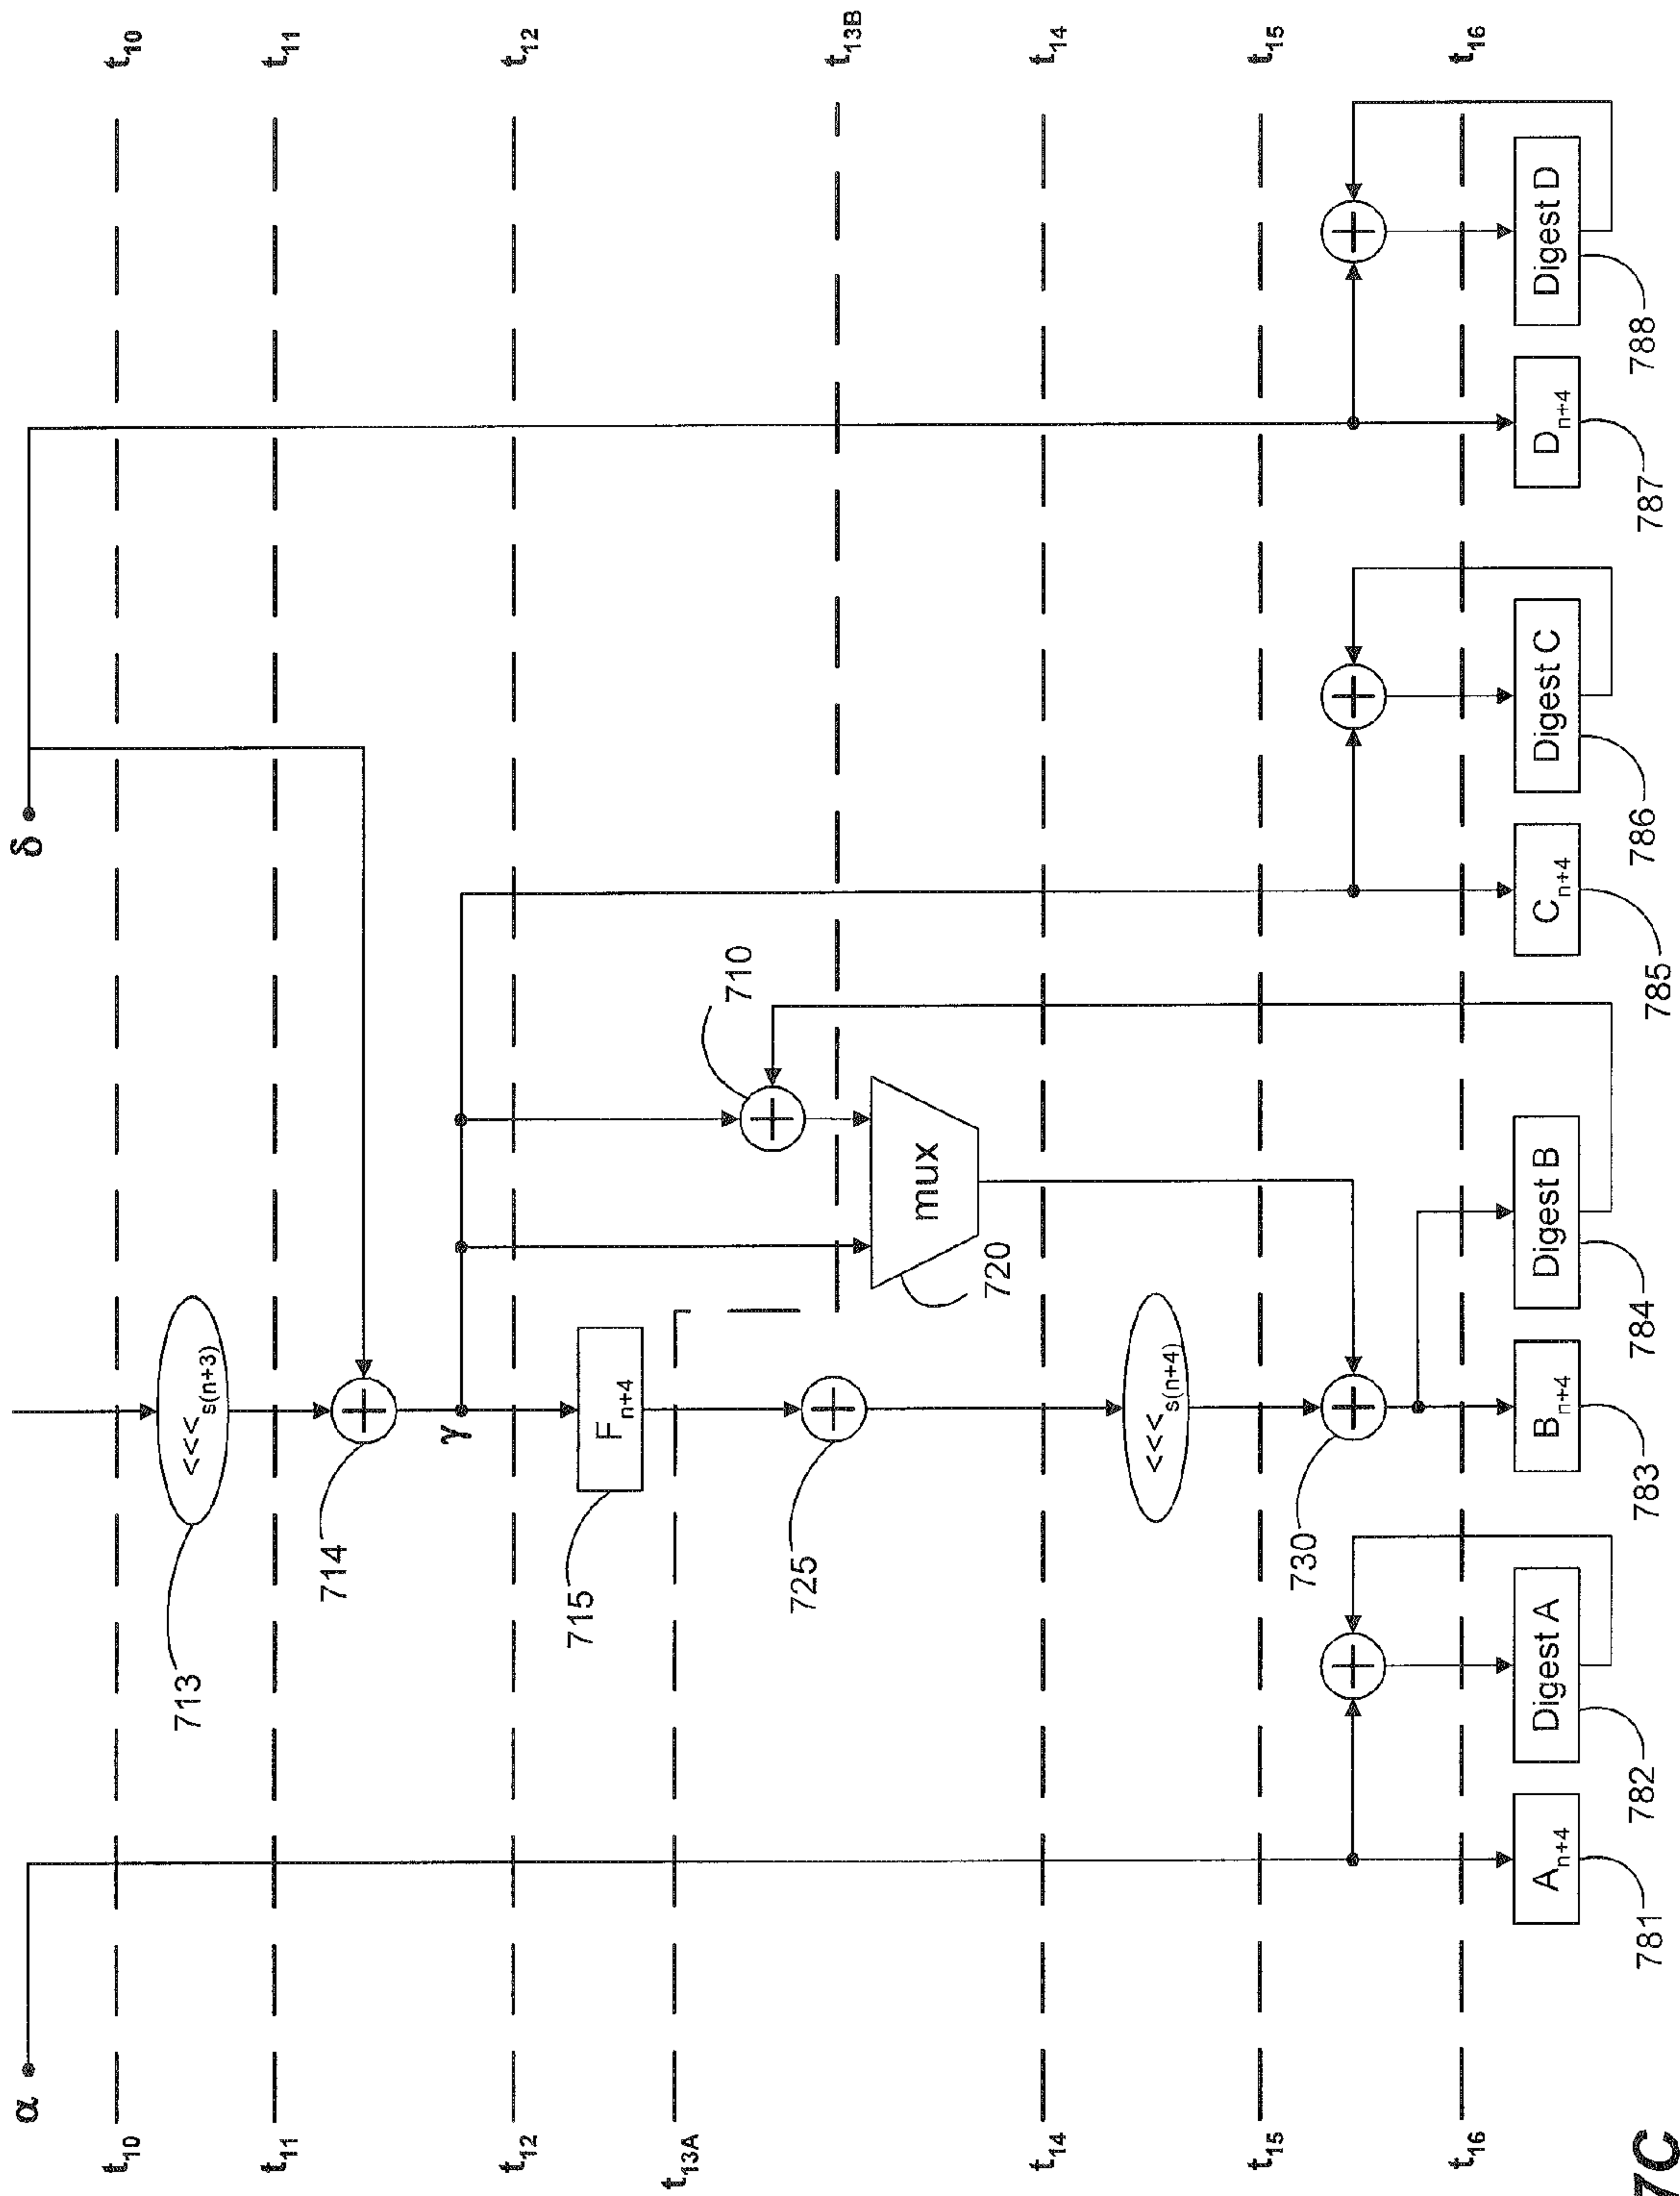 α
δ
t10
t10
<<< s(n+3)
713
t11
t11
714
γ
t12
t12
Fn+4
715
710
t13A
t13B
725
mux
720
t14
t14
<<< s(n+4)
t15
t15
730
t16
t16
An+4
Digest A
Bn+4
Digest B
Cn+4
Digest C
Dn+4
Digest D
781
782
783
784
785
786
787
788
7C